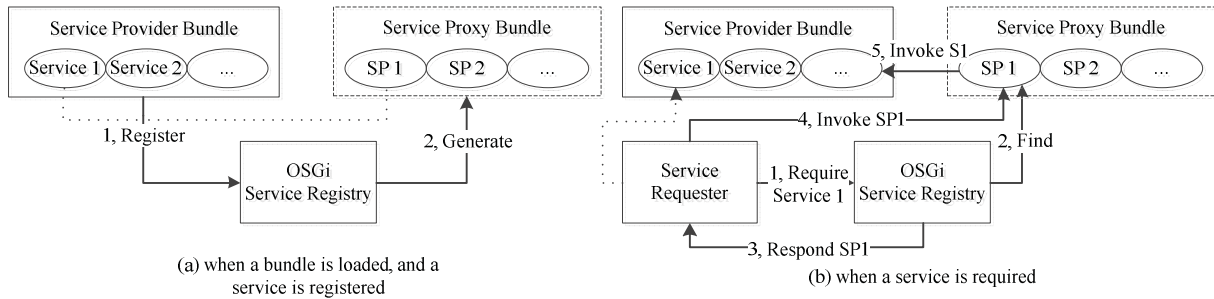 Service Provider Bundle
Service 1
Service 2
...
Service Proxy Bundle
SP 1
SP 2
...
1, Register
2, Generate
OSGi
Service Registry
(a) when a bundle is loaded, and a
service is registered
Service Provider Bundle
Service 1
Service 2
...
5, Invoke S1
Service Proxy Bundle
SP 1
SP 2
...
4, Invoke SP1
2, Find
Service
Requester
1, Require
Service 1
OSGi
Service Registry
3, Respond SP1
(b) when a service is required